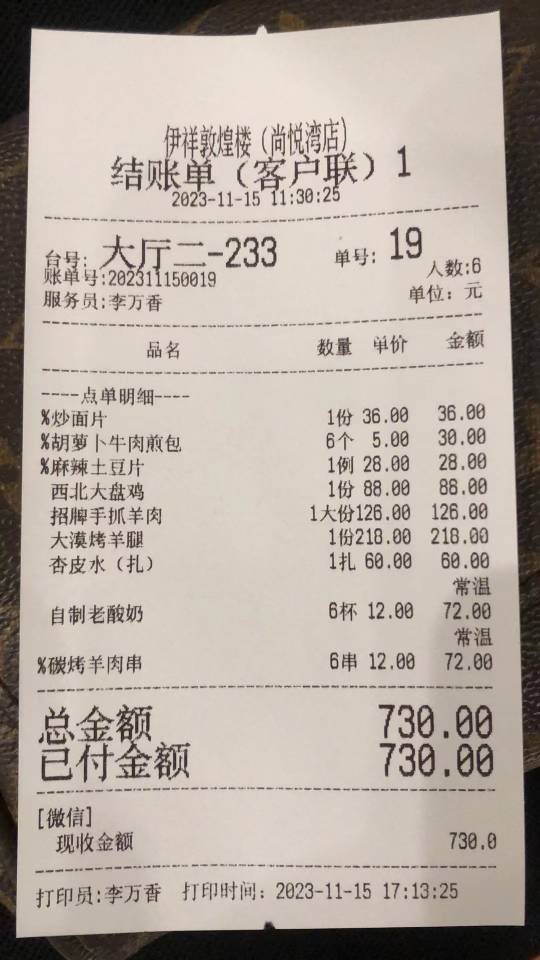 伊祥敦煌楼（尚悦湾店）
结账单（客户联）1
2023-11-15 11:30:25
台号: 大厅二-233 单号: 19
账单号:202311150019 人数:6
服务员:李万香 单位: 元
品名 数量 单价 金额
----点单明细----
%炒面片 1份 36.00 36.00
%胡萝卜牛肉煎包 6个 5.00 30.00
%麻辣土豆片 1例 28.00 28.00
西北大盘鸡 1份 88.00 88.00
招牌手抓羊肉 1大份126.00 126.00
大漠烤羊腿 1份218.00 218.00
杏皮水（扎） 1扎 60.00 60.00
常温
自制老酸奶 6杯 12.00 72.00
常温
%碳烤羊肉串 6串 12.00 72.00
总金额 730.00
已付金额 730.00
[微信]
现收金额 730.0
打印员:李万香 打印时间: 2023-11-15 17:13:25